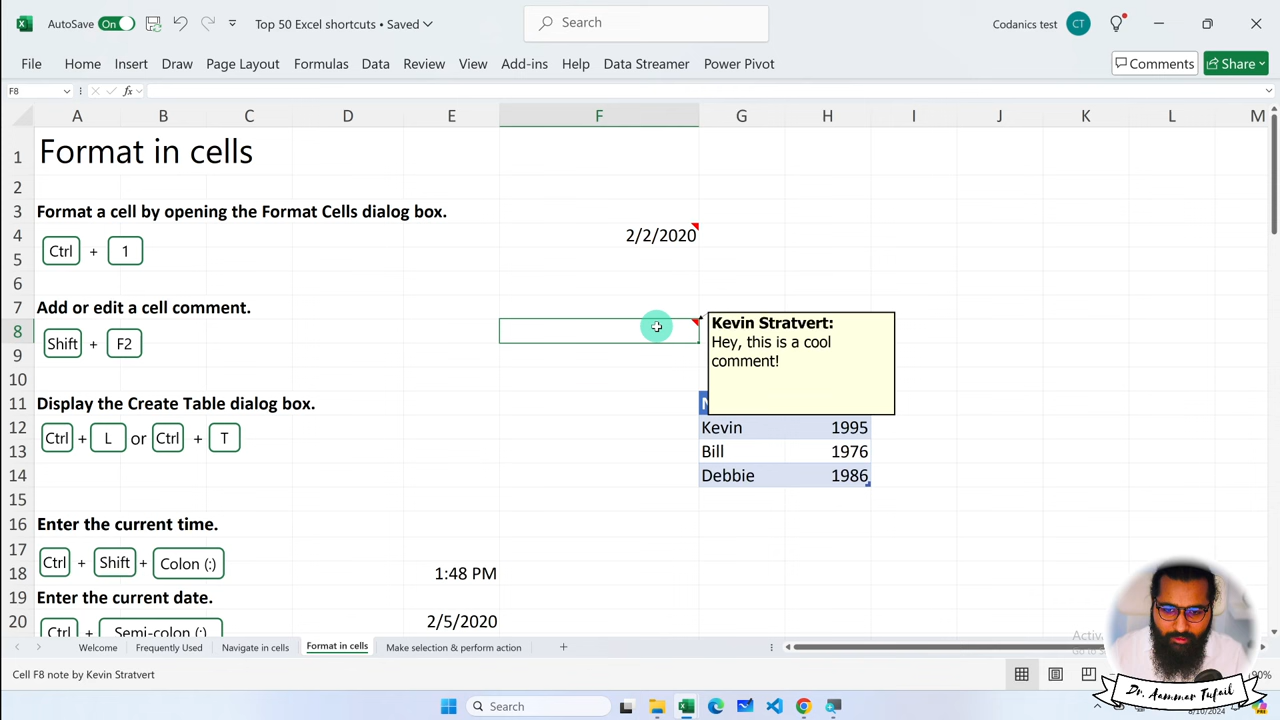 AutoSave On
Top 50 Excel shortcuts • Saved
Search
Codanics test CT
File Home Insert Draw Page Layout Formulas Data Review View Add-ins Help Data Streamer Power Pivot
Comments Share
F8 fx
A B C D E F G H I J K L M
1 Format in cells
2
3 Format a cell by opening the Format Cells dialog box.
4 2/2/2020
5 Ctrl + 1
6
7 Add or edit a cell comment.
8 Kevin Stratvert:
Hey, this is a cool
comment!
9 Shift + F2
10
11 Display the Create Table dialog box.
12 Kevin 1995
13 Ctrl + L or Ctrl + T Bill 1976
14 Debbie 1986
15
16 Enter the current time.
17 Ctrl + Shift + Colon (:)
18 1:48 PM
19 Enter the current date.
20 Ctrl + Semi-colon (;) 2/5/2020
Welcome Frequently Used Navigate in cells Format in cells Make selection & perform action
Cell F8 note by Kevin Stratvert
Dr. Aammar Tufail
Search